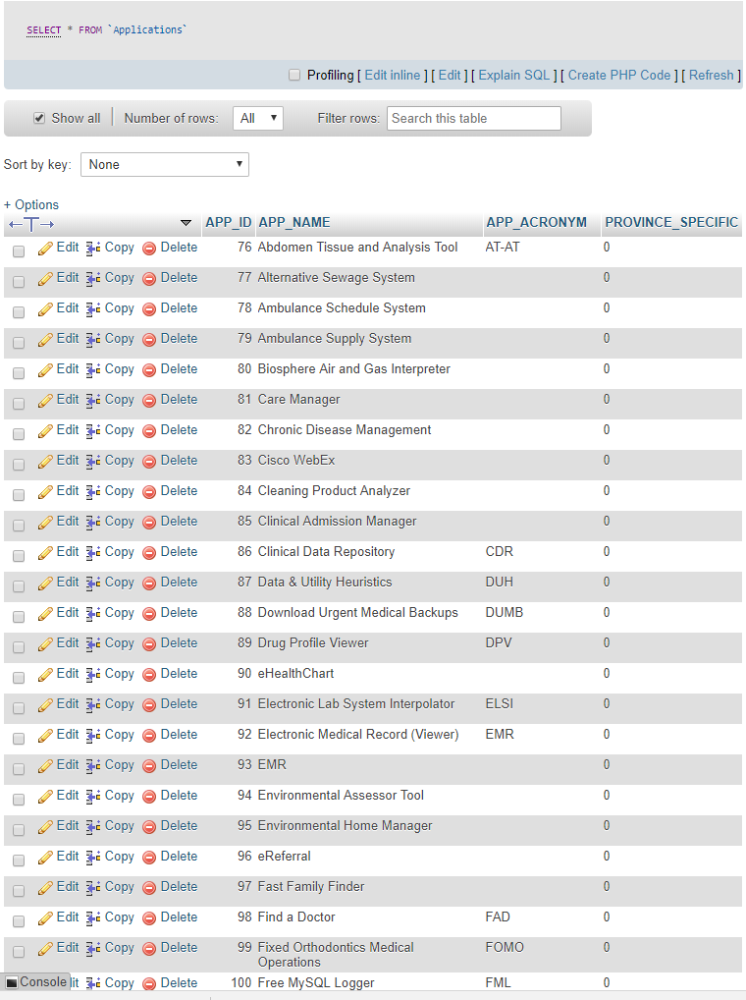 SELECT * FROM `Applications`
Profiling [ Edit inline ] [ Edit ] [ Explain SQL ] [ Create PHP Code ] [ Refresh ]
Show all Number of rows: All Filter rows: Search this table
Sort by key: None
+ Options
APP_ID APP_NAME APP_ACRONYM PROVINCE_SPECIFIC
Edit Copy Delete 76 Abdomen Tissue and Analysis Tool AT-AT 0
Edit Copy Delete 77 Alternative Sewage System 0
Edit Copy Delete 78 Ambulance Schedule System 0
Edit Copy Delete 79 Ambulance Supply System 0
Edit Copy Delete 80 Biosphere Air and Gas Interpreter 0
Edit Copy Delete 81 Care Manager 0
Edit Copy Delete 82 Chronic Disease Management 0
Edit Copy Delete 83 Cisco WebEx 0
Edit Copy Delete 84 Cleaning Product Analyzer 0
Edit Copy Delete 85 Clinical Admission Manager 0
Edit Copy Delete 86 Clinical Data Repository CDR 0
Edit Copy Delete 87 Data & Utility Heuristics DUH 0
Edit Copy Delete 88 Download Urgent Medical Backups DUMB 0
Edit Copy Delete 89 Drug Profile Viewer DPV 0
Edit Copy Delete 90 eHealthChart 0
Edit Copy Delete 91 Electronic Lab System Interpolator ELSI 0
Edit Copy Delete 92 Electronic Medical Record (Viewer) EMR 0
Edit Copy Delete 93 EMR 0
Edit Copy Delete 94 Environmental Assessor Tool 0
Edit Copy Delete 95 Environmental Home Manager 0
Edit Copy Delete 96 eReferral 0
Edit Copy Delete 97 Fast Family Finder 0
Edit Copy Delete 98 Find a Doctor FAD 0
Edit Copy Delete 99 Fixed Orthodontics Medical FOMO 0
Operations
Console Copy Delete 100 Free MySQL Logger FML 0